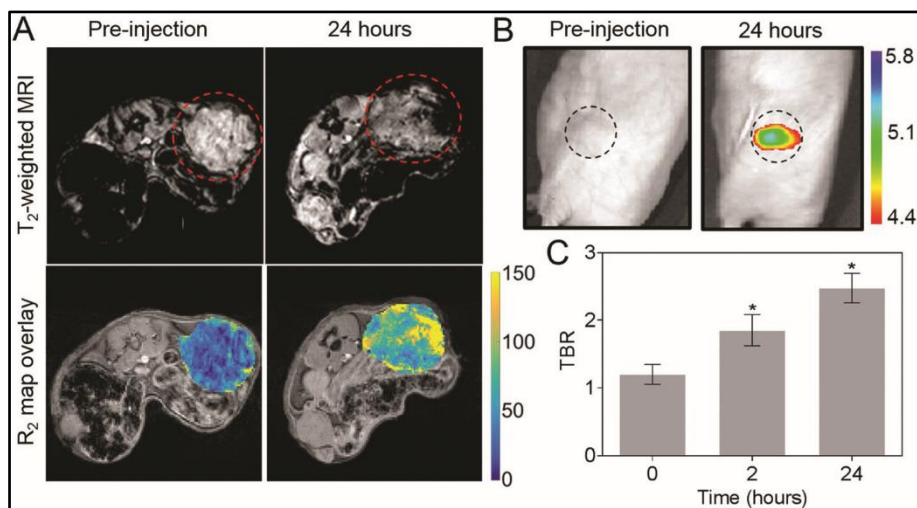 A
Pre-injection
24 hours
T₂-weighted MRI
R₂ map overlay
150
100
50
0
B
Pre-injection
24 hours
5.8
5.1
4.4
C
3
2
1
0
TBR
*
*
0
2
24
Time (hours)